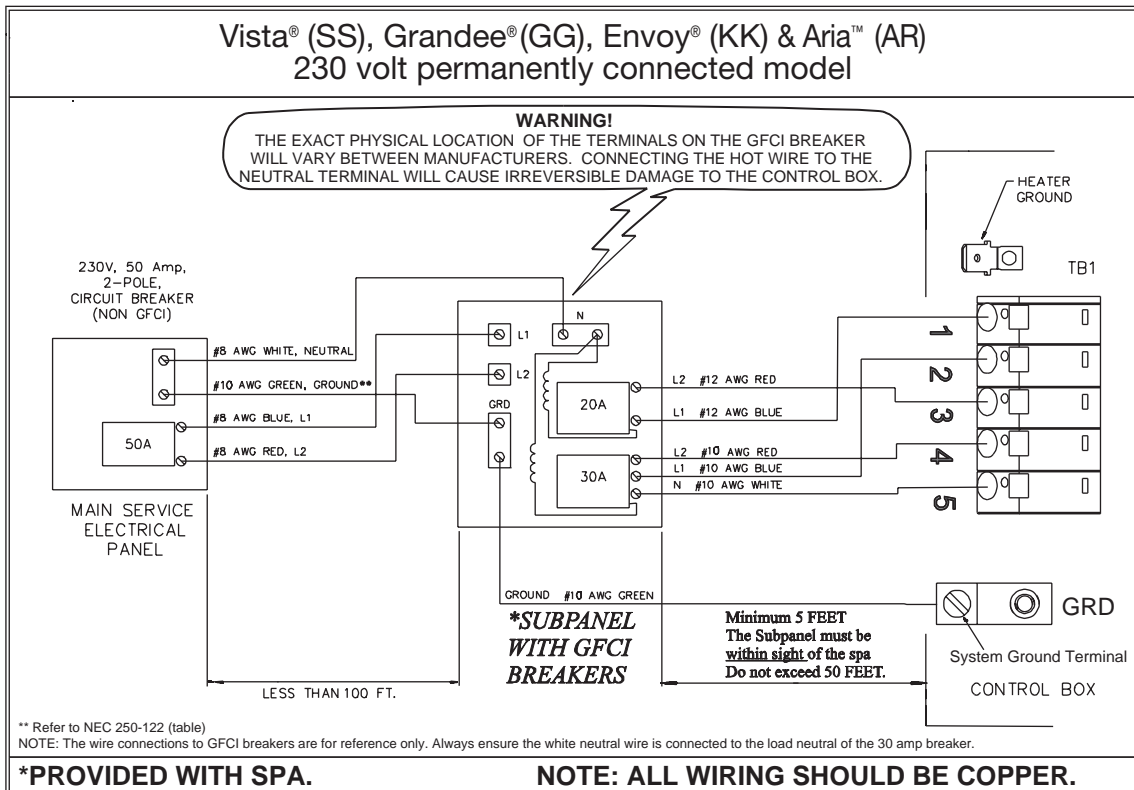 Vista® (SS), Grandee® (GG), Envoy® (KK) & Aria™ (AR)
230 volt permanently connected model
WARNING!
THE EXACT PHYSICAL LOCATION OF THE TERMINALS ON THE GFCI BREAKER
WILL VARY BETWEEN MANUFACTURERS. CONNECTING THE HOT WIRE TO THE
NEUTRAL TERMINAL WILL CAUSE IRREVERSIBLE DAMAGE TO THE CONTROL BOX.
HEATER
GROUND
TB1
230V, 50 Amp,
2-POLE,
CIRCUIT BREAKER
(NON GFCI)
#8 AWG WHITE, NEUTRAL
#10 AWG GREEN, GROUND**
#8 AWG BLUE, L1
#8 AWG RED, L2
50A
MAIN SERVICE
ELECTRICAL
PANEL
N
L1
L2
GRD
20A
30A
L2 #12 AWG RED
L1 #12 AWG BLUE
L2 #10 AWG RED
L1 #10 AWG BLUE
N #10 AWG WHITE
1
2
3
4
5
GROUND #10 AWG GREEN
*SUBPANEL
WITH GFCI
BREAKERS
Minimum 5 FEET
The Subpanel must be
within sight of the spa
Do not exceed 50 FEET.
GRD
System Ground Terminal
CONTROL BOX
LESS THAN 100 FT.
** Refer to NEC 250-122 (table)
NOTE: The wire connections to GFCI breakers are for reference only. Always ensure the white neutral wire is connected to the load neutral of the 30 amp breaker.
*PROVIDED WITH SPA.
NOTE: ALL WIRING SHOULD BE COPPER.